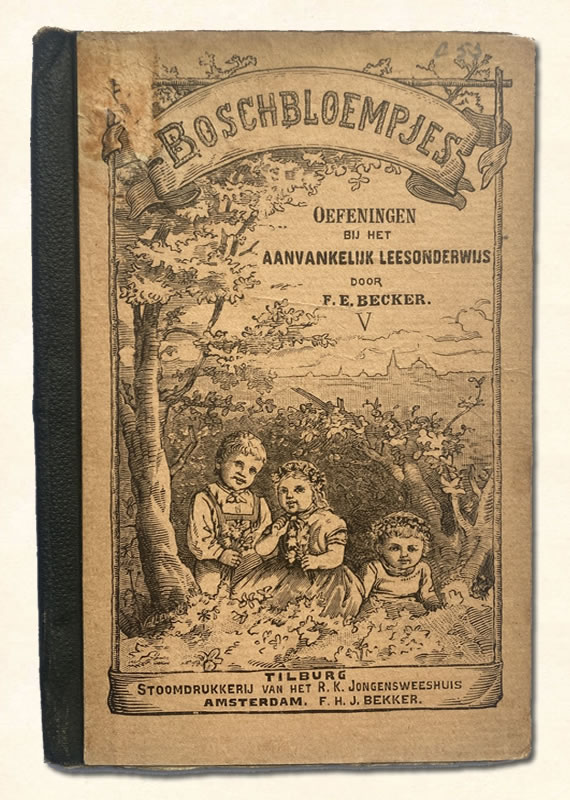 BOSCHBLOEMPJES
OEFENINGEN
BIJ HET
AANVANKELIJK LEESONDERWIJS
DOOR
F. E. BECKER.
V
TILBURG
STOOMDRUKKERIJ VAN HET R. K. JONGENSWEESHUIS
AMSTERDAM. F. H. J. BEKKER.